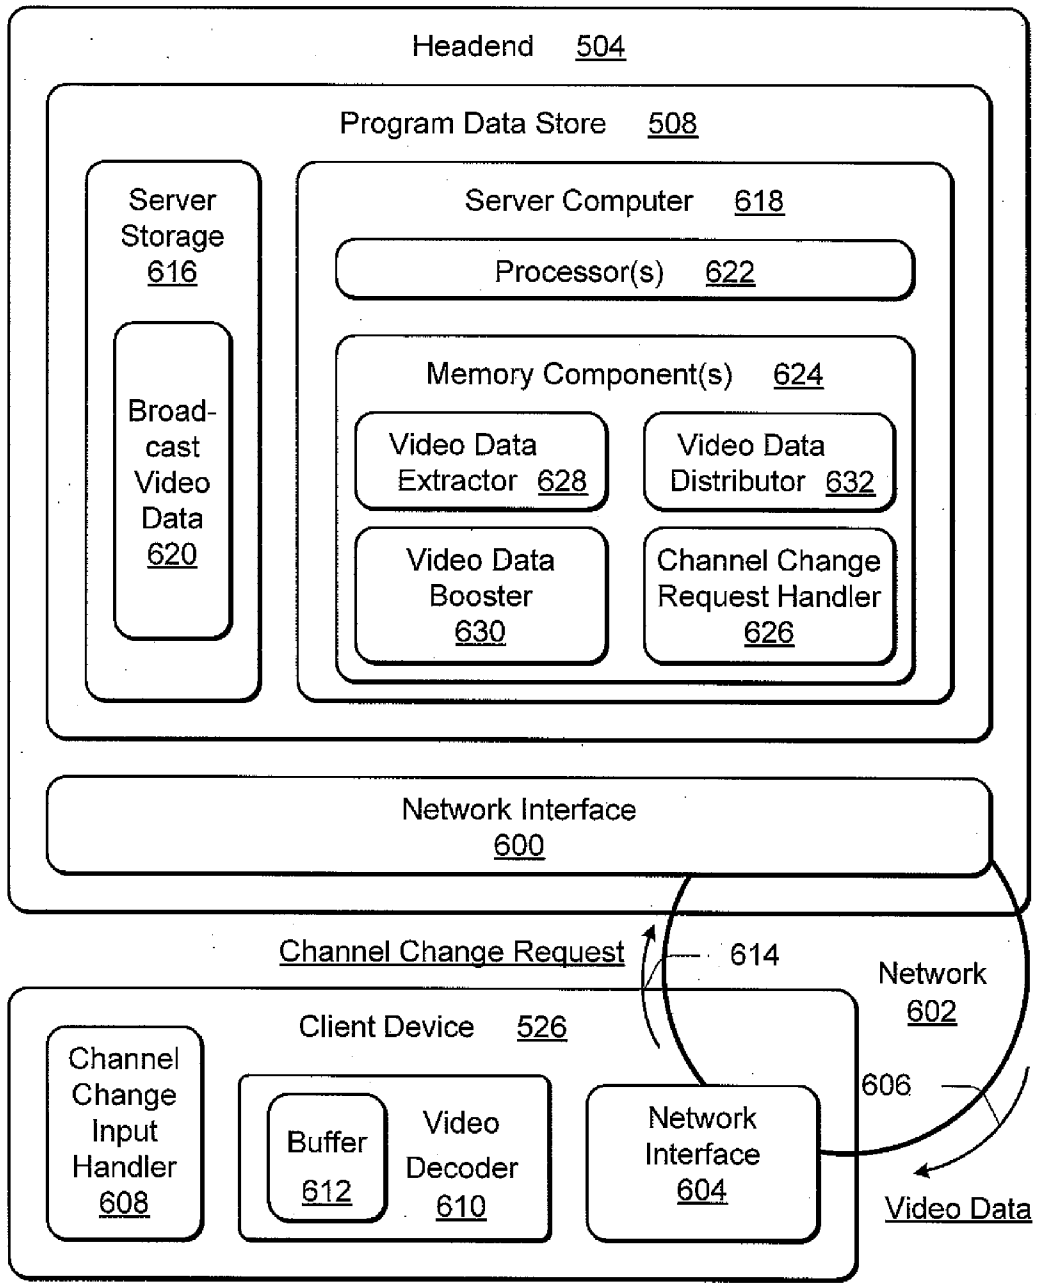 Headend 504
Program Data Store 508
Server
Storage
616
Broad-
cast
Video
Data
620
Server Computer 618
Processor(s) 622
Memory Component(s) 624
Video Data
Extractor 628
Video Data
Distributor 632
Video Data
Booster
630
Channel Change
Request Handler
626
Network Interface
600
Channel Change Request
614
Network
602
606
Video Data
Client Device 526
Channel
Change
Input
Handler
608
Buffer
612
Video
Decoder
610
Network
Interface
604